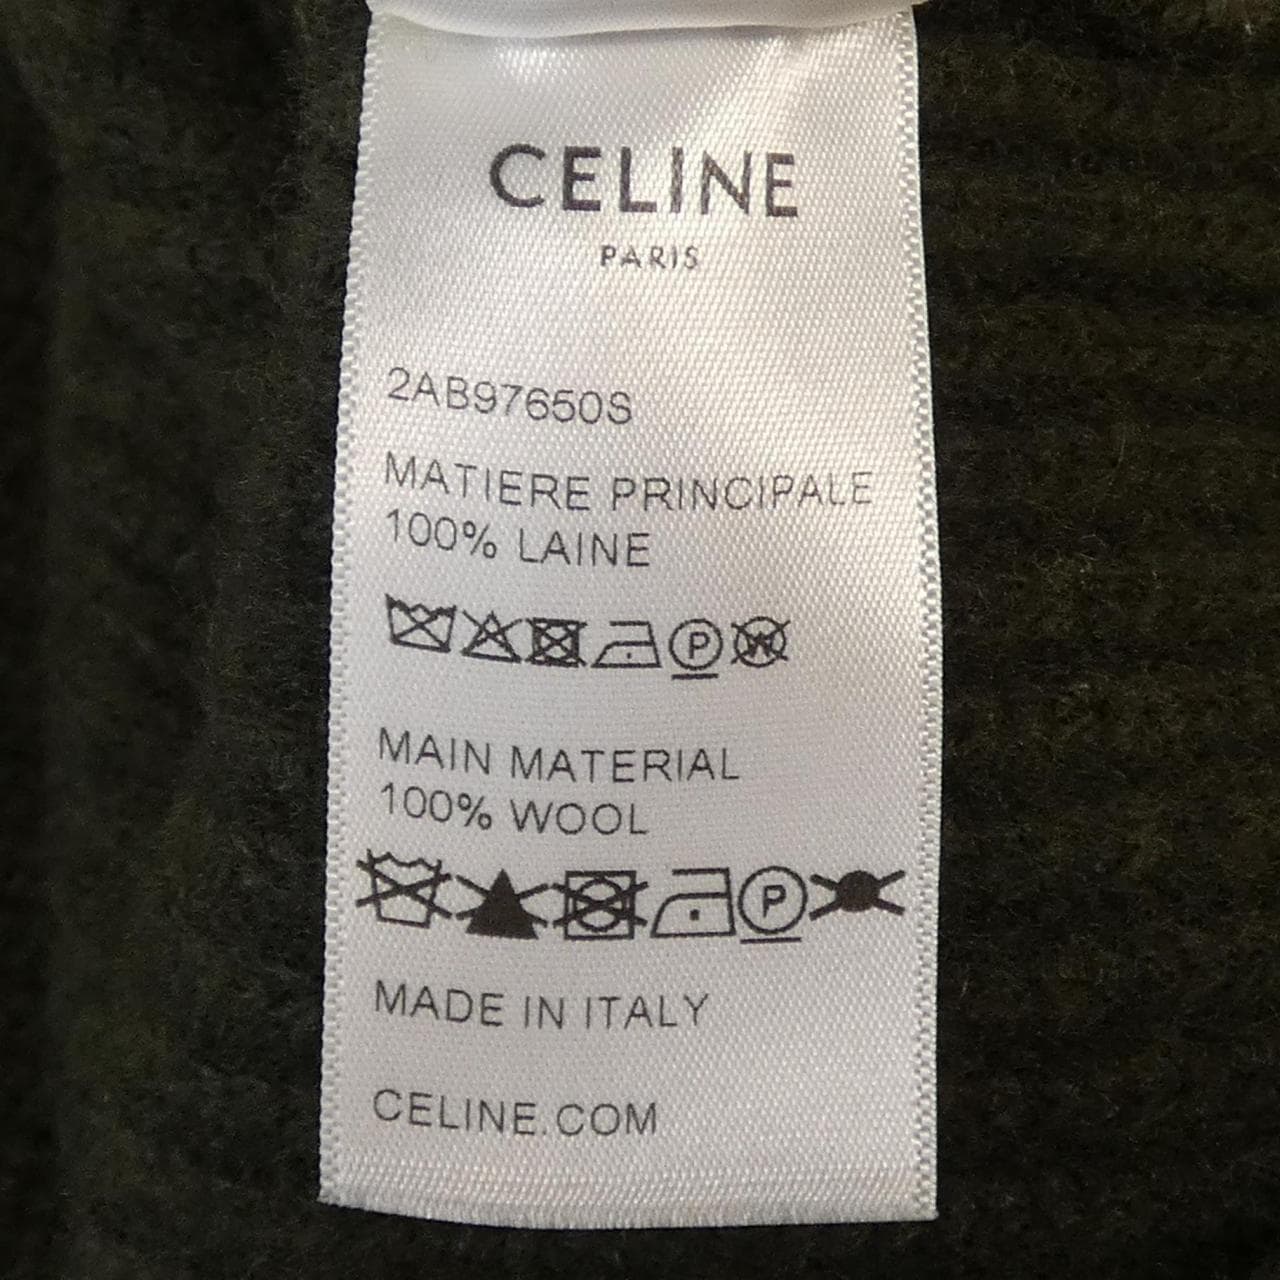 CELINE
PARIS
2AB97650S
MATIERE PRINCIPALE
100% LAINE
P W
MAIN MATERIAL
100% WOOL
P
MADE IN ITALY
CELINE.COM